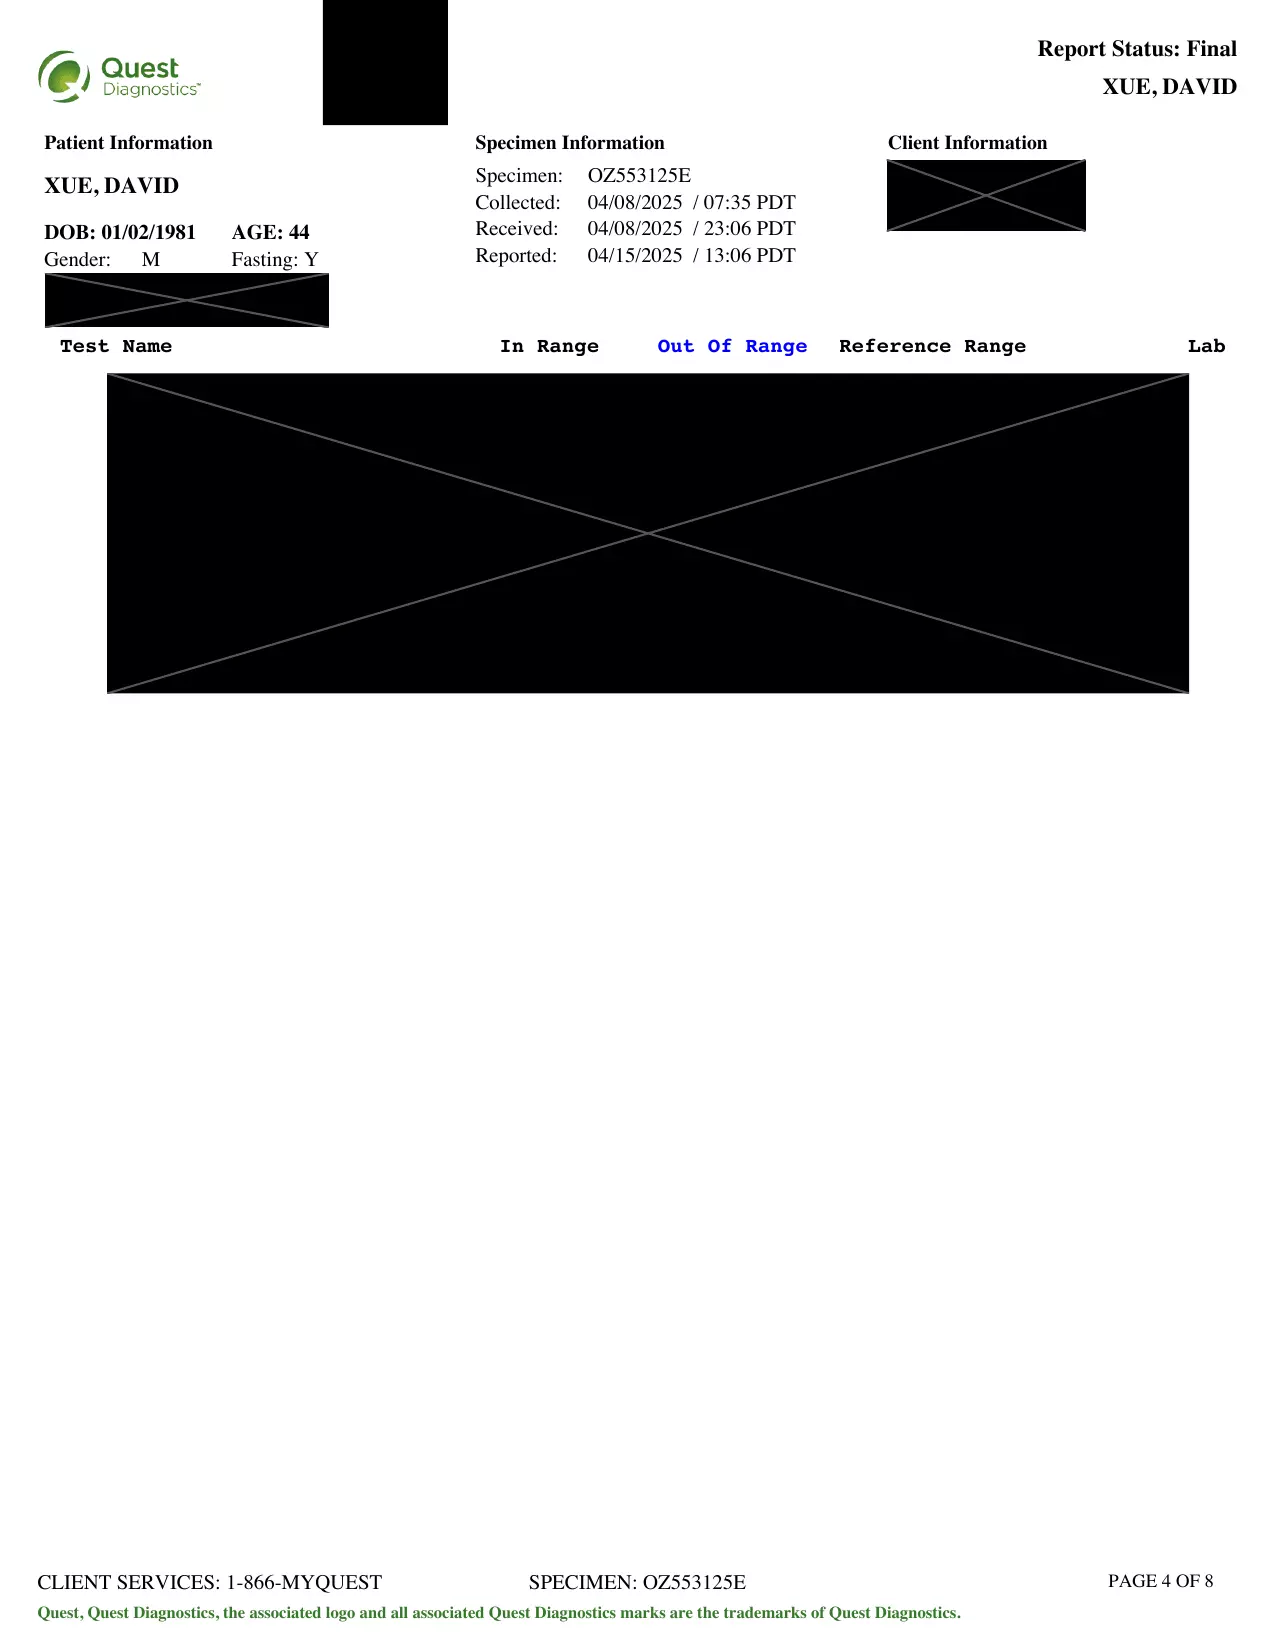 Quest
Diagnostics™
Report Status: Final
XUE, DAVID
Patient Information
XUE, DAVID
DOB: 01/02/1981 AGE: 44
Gender: M Fasting: Y
Specimen Information
Specimen: OZ553125E
Collected: 04/08/2025 / 07:35 PDT
Received: 04/08/2025 / 23:06 PDT
Reported: 04/15/2025 / 13:06 PDT
Client Information
Test Name In Range Out Of Range Reference Range Lab
CLIENT SERVICES: 1-866-MYQUEST SPECIMEN: OZ553125E PAGE 4 OF 8
Quest, Quest Diagnostics, the associated logo and all associated Quest Diagnostics marks are the trademarks of Quest Diagnostics.